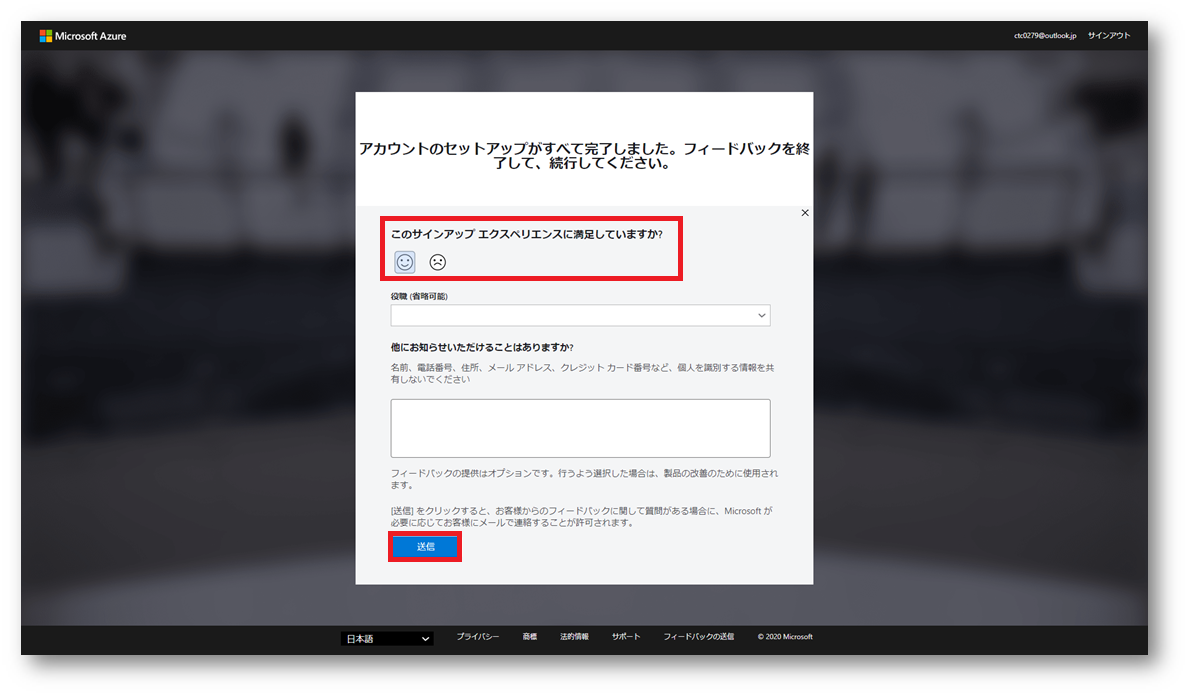 Microsoft Azure
ctc0279@outlook.jp サインアウト
アカウントのセットアップがすべて完了しました。フィードバックを終
了して、続行してください。
このサインアップ エクスペリエンスに満足していますか?
役職 (省略可能)
他にお知らせいただけることはありますか?
名前、電話番号、住所、メール アドレス、クレジット カード番号など、個人を識別する情報を共
有しないでください
フィードバックの提供はオプションです。行うよう選択した場合は、製品の改善のために使用され
ます。
[送信] をクリックすると、お客様からのフィードバックに関して質問がある場合に、Microsoft が
必要に応じてお客様にメールで連絡することが許可されます。
送信
日本語 プライバシー 商標 法的情報 サポート フィードバックの送信 © 2020 Microsoft